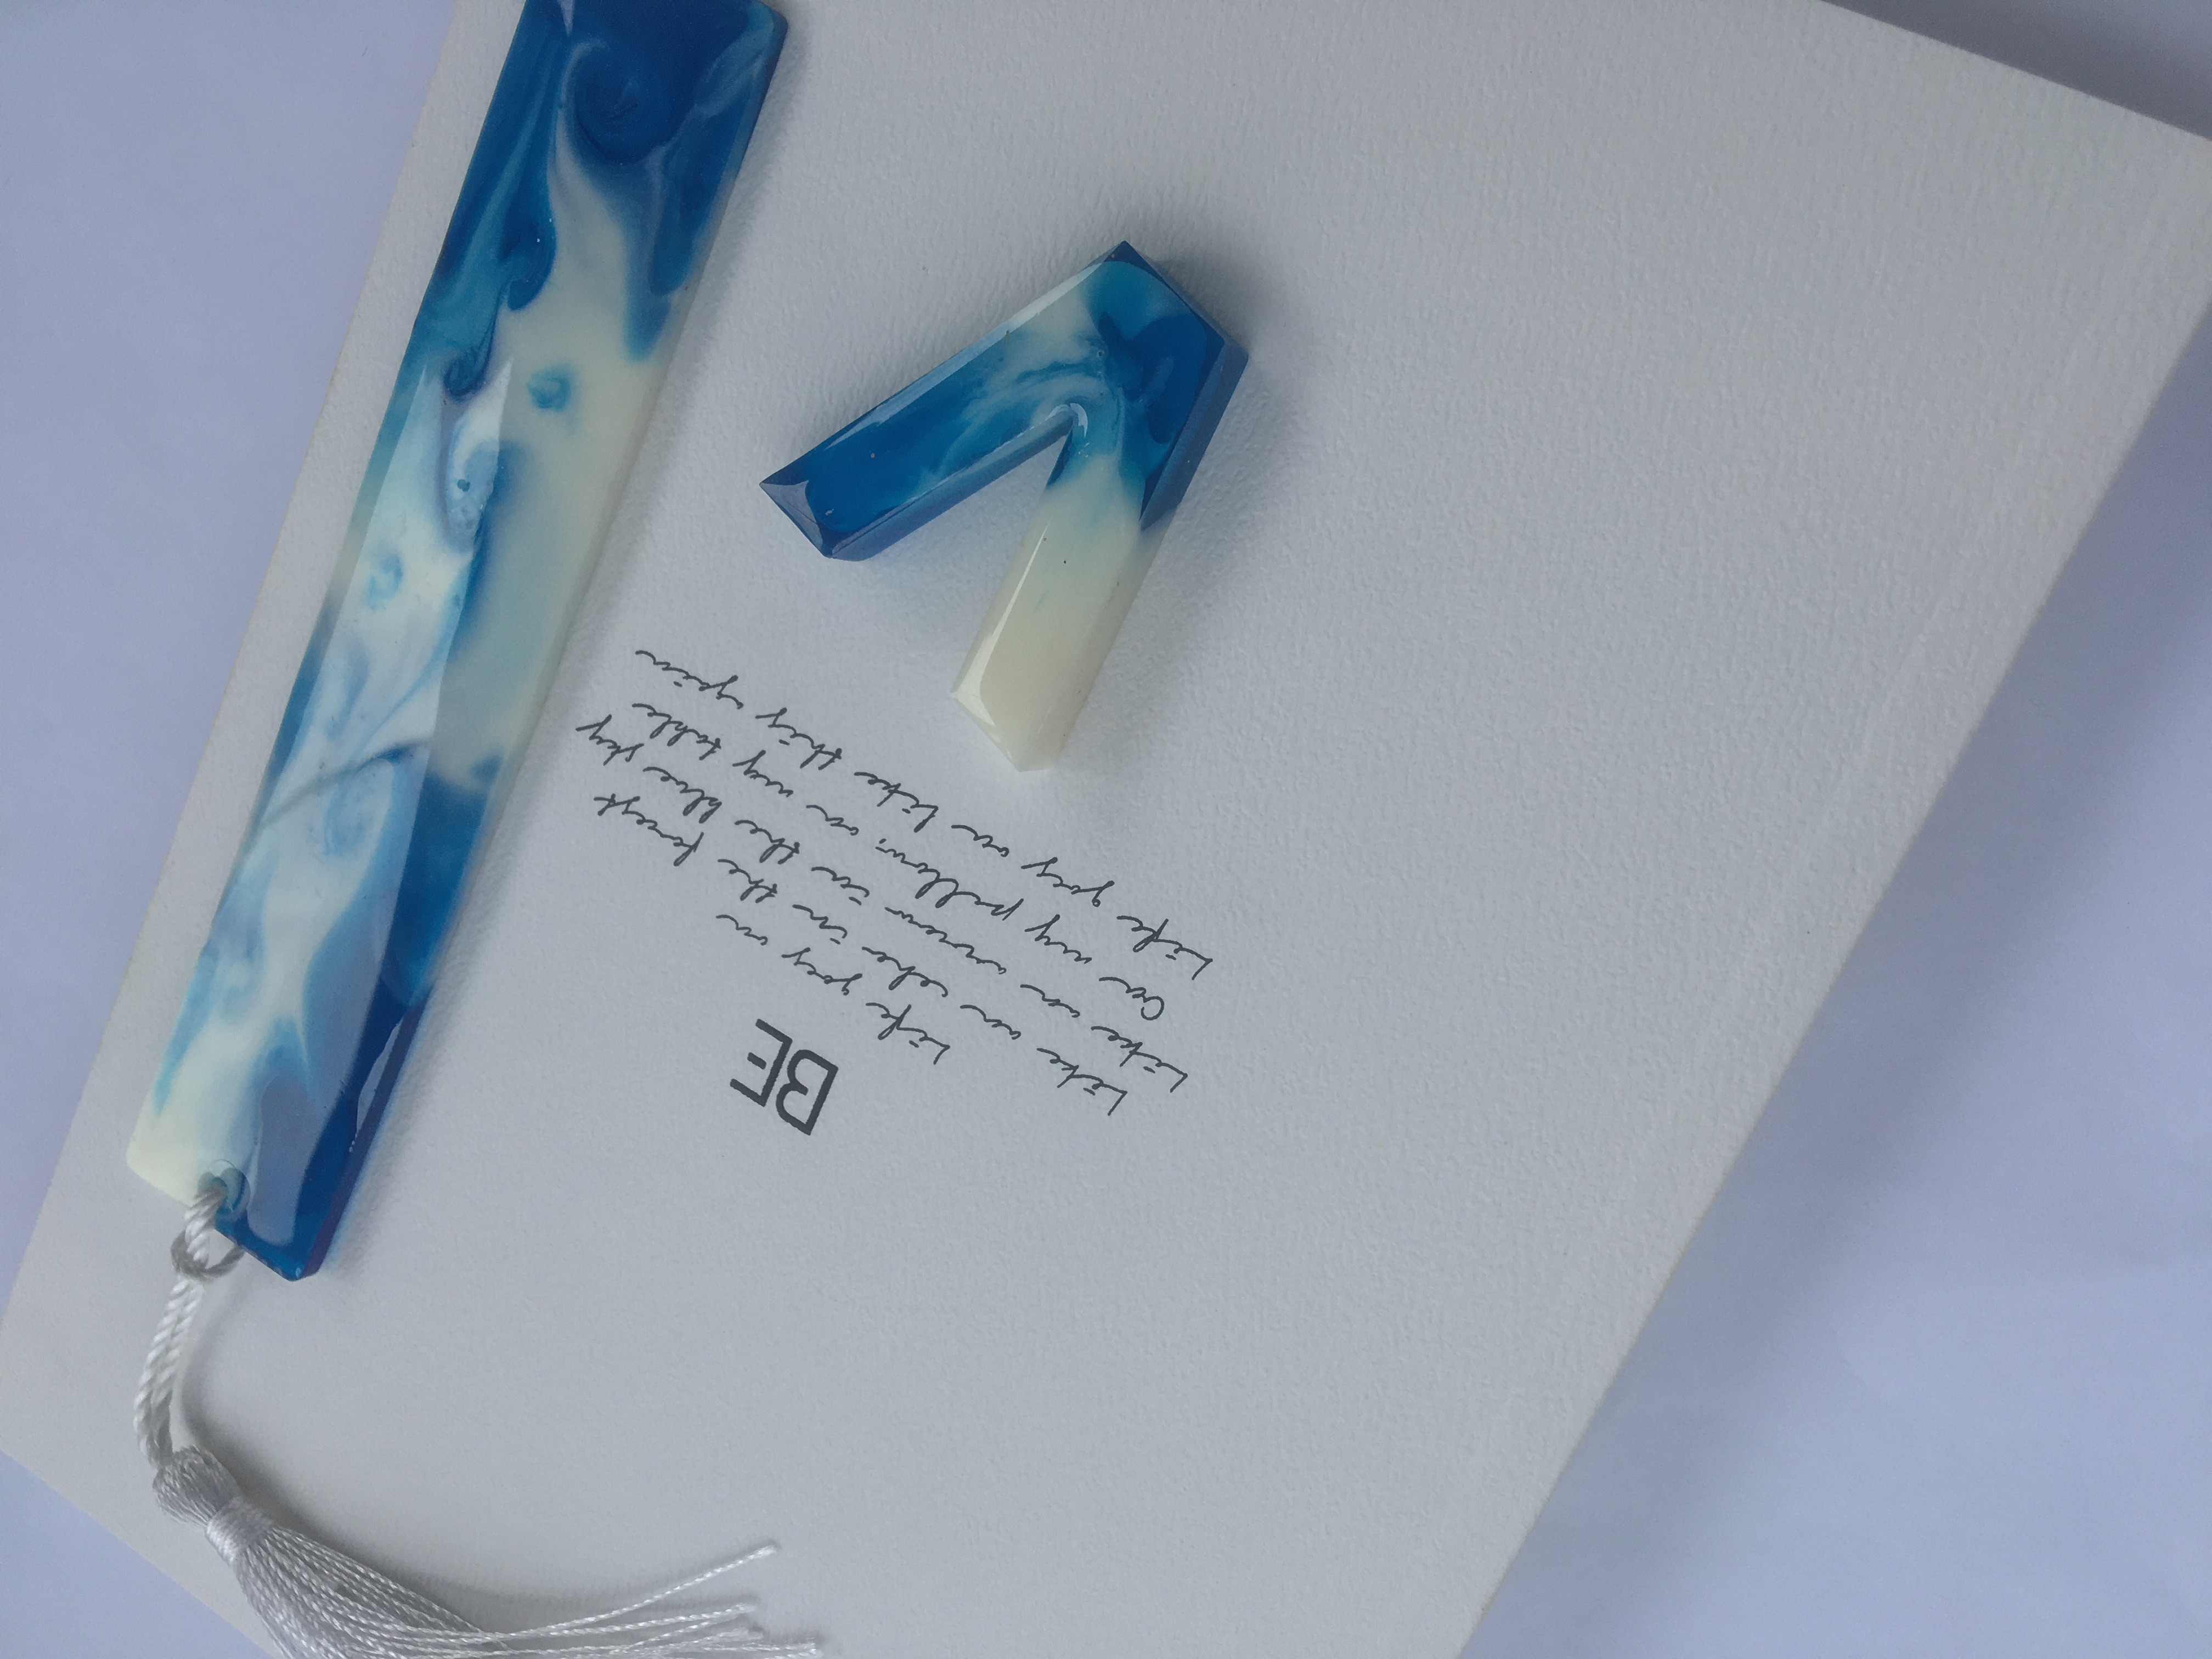 BE
Life goes on
Like an echo in the forest
Like an arrow in the blue sky
On my pillow, on my table
Life goes on like this again